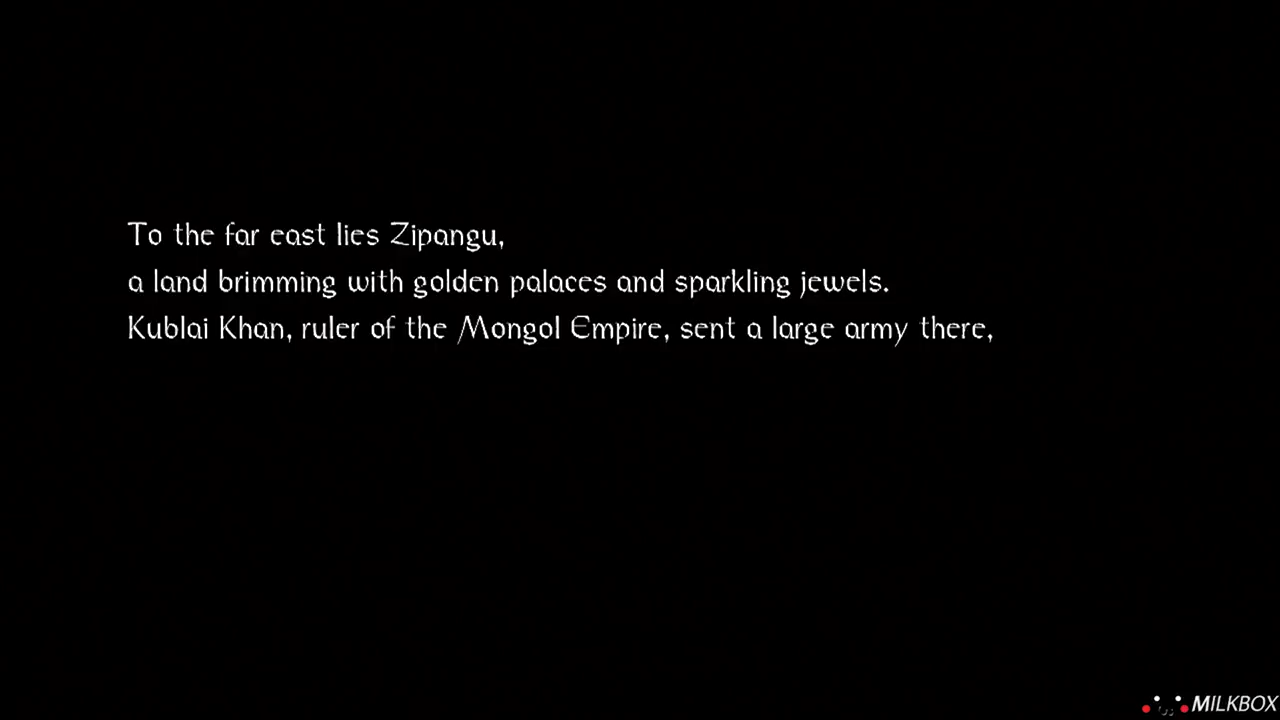 To the far east lies Zipangu,
a land brimming with golden palaces and sparkling jewels.
Kublai Khan, ruler of the Mongol Empire, sent a large army there,
MILKBOX